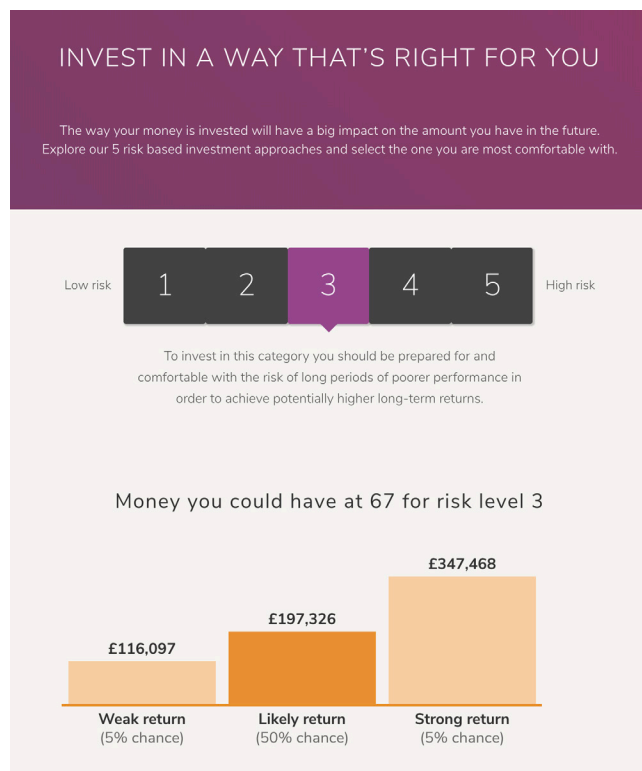 INVEST IN A WAY THAT'S RIGHT FOR YOU
The way your money is invested will have a big impact on the amount you have in the future.
Explore our 5 risk based investment approaches and select the one you are most comfortable with.
Low risk
1
2
3
4
5
High risk
To invest in this category you should be prepared for and
comfortable with the risk of long periods of poorer performance in
order to achieve potentially higher long-term returns.
Money you could have at 67 for risk level 3
£116,097
£197,326
£347,468
Weak return
(5% chance)
Likely return
(50% chance)
Strong return
(5% chance)